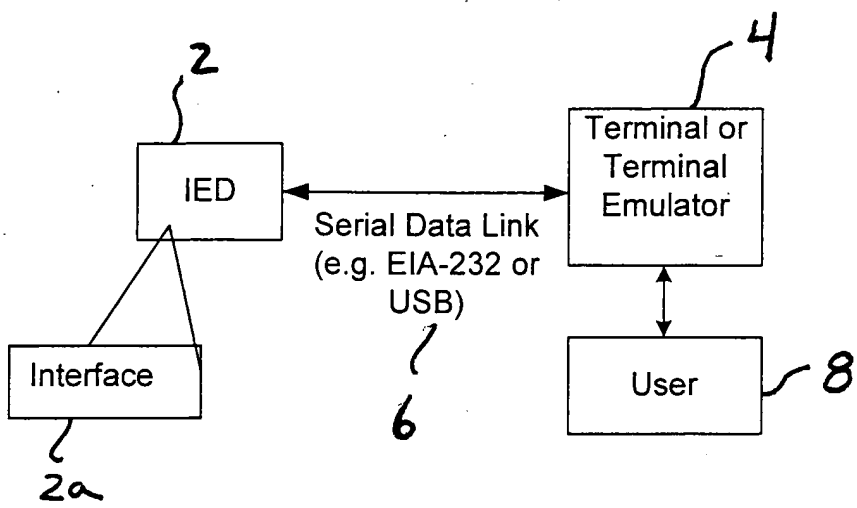 2
4
IED
Terminal or
Terminal
Emulator
Serial Data Link
(e.g. EIA-232 or
USB)
Interface
User
8
6
2a